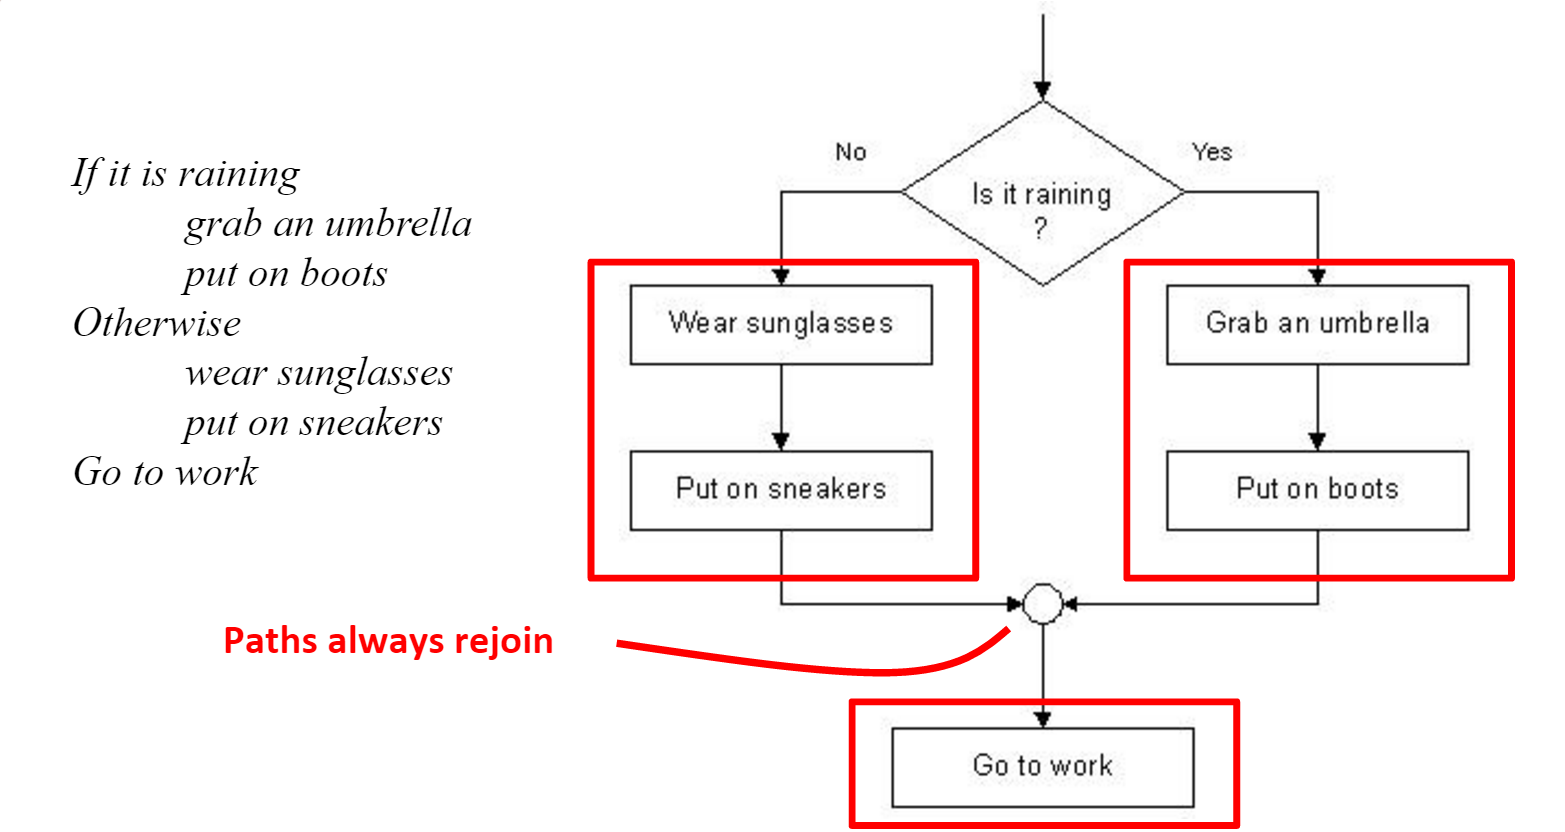 If it is raining
grab an umbrella
put on boots
Otherwise
wear sunglasses
put on sneakers
Go to work
No
Yes
Is it raining
?
Wear sunglasses
Grab an umbrella
Put on sneakers
Put on boots
Paths always rejoin
Go to work